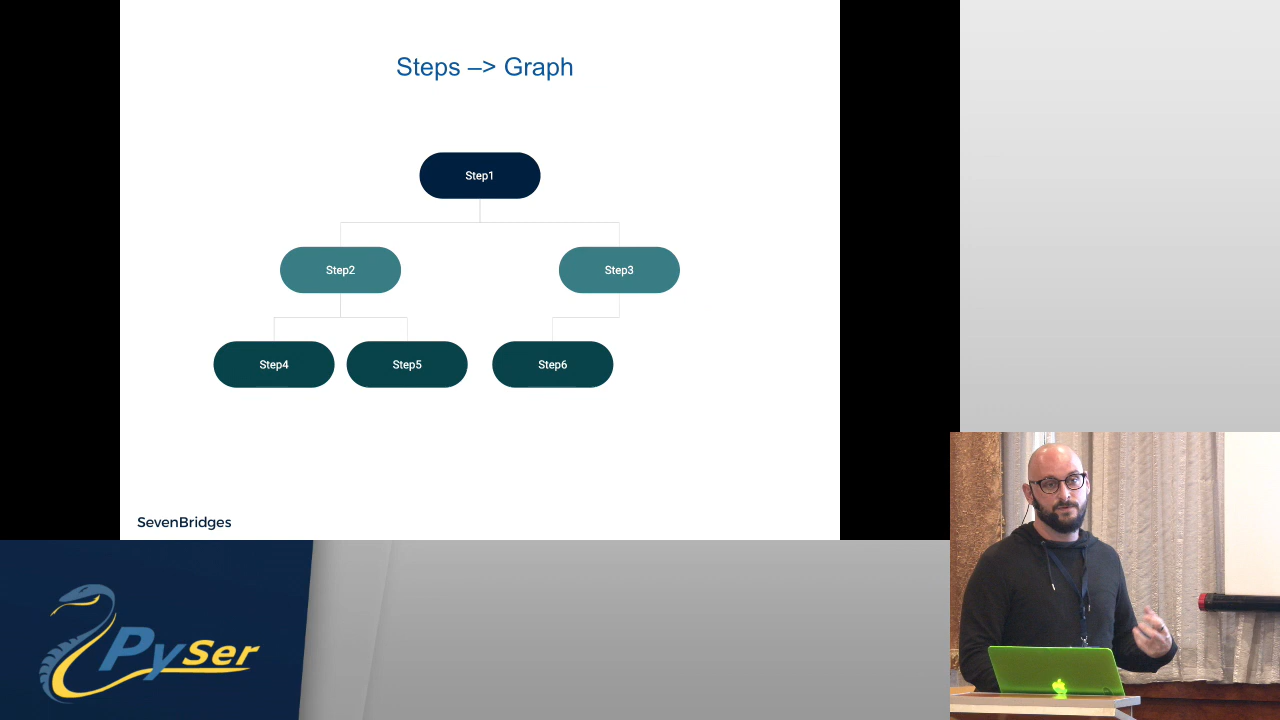 Steps –> Graph
Step1
Step2
Step3
Step4
Step5
Step6
SevenBridges
PySer